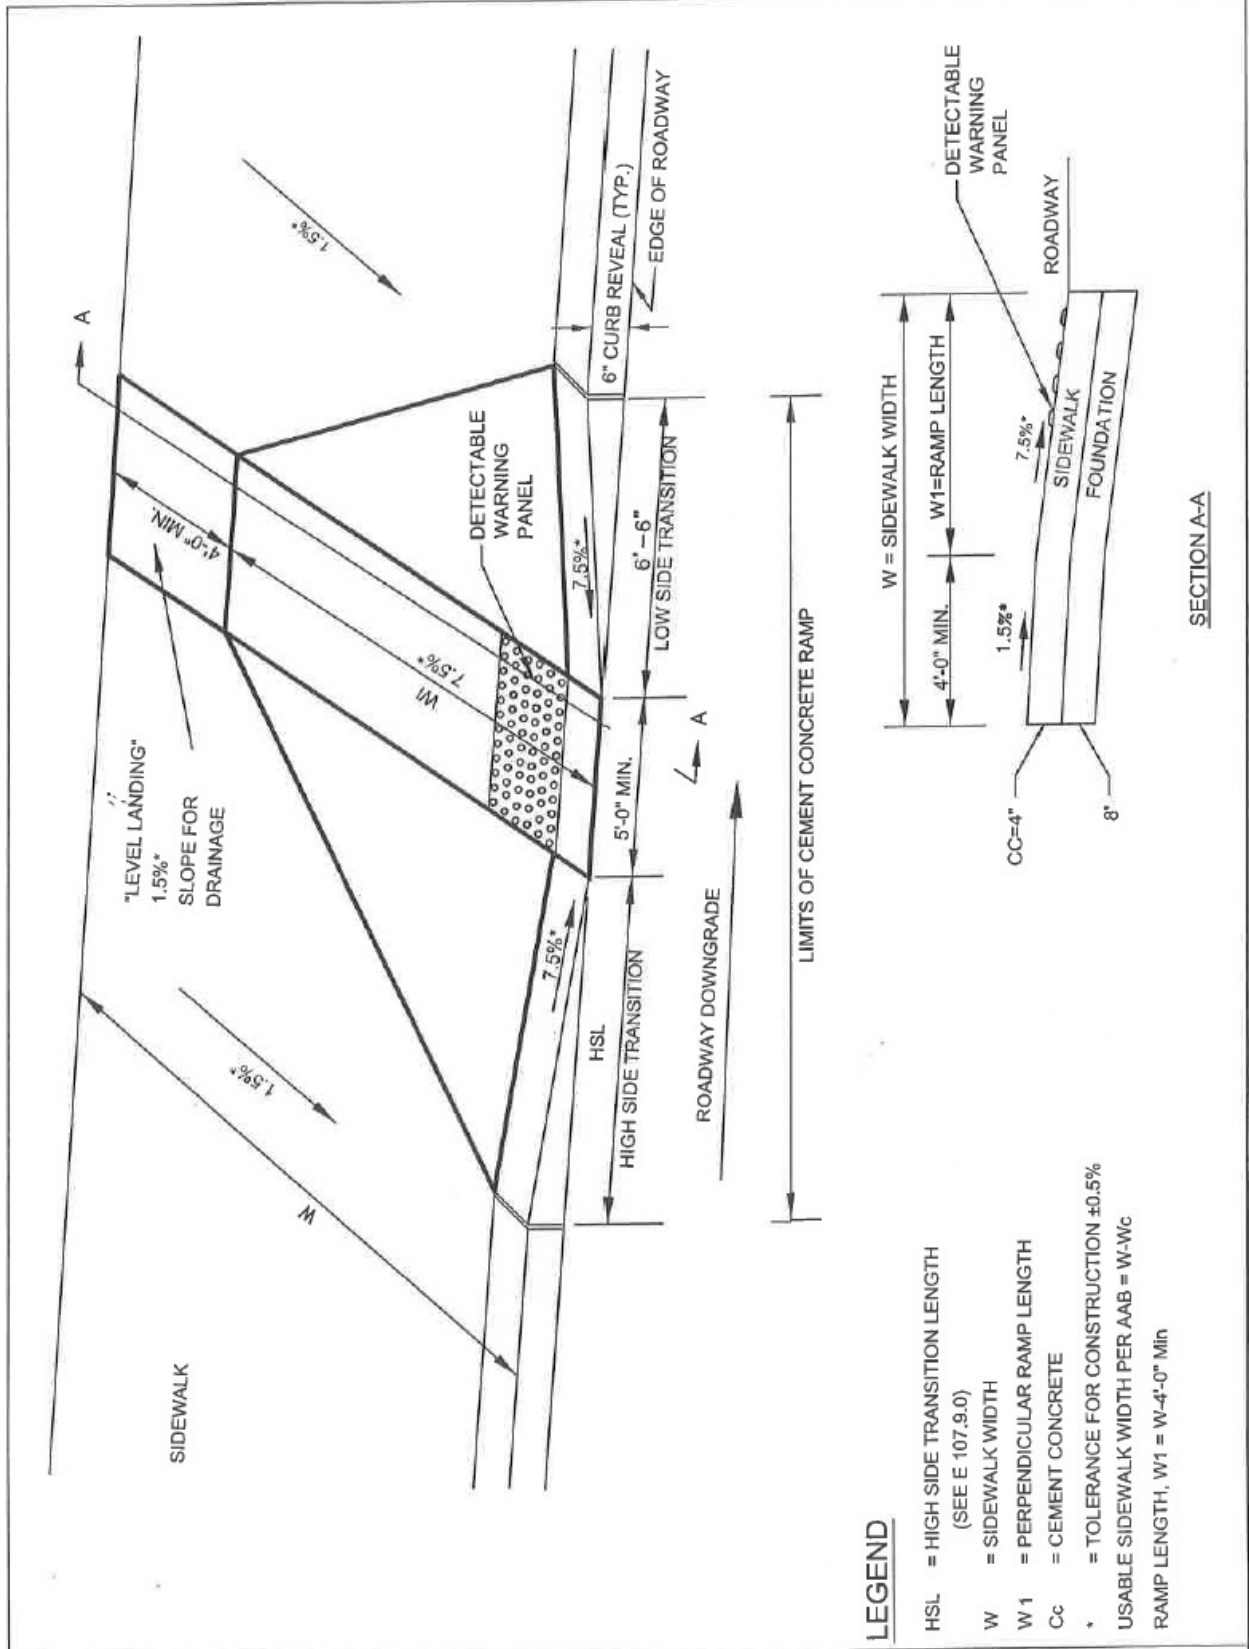 SIDEWALK
W
1.5%*
"LEVEL LANDING"
1.5%*
SLOPE FOR
DRAINAGE
4'-0" MIN.
W1
7.5%*
A
1.5%*
DETECTABLE
WARNING
PANEL
7.5%*
7.5%*
6" CURB REVEAL (TYP.)
EDGE OF ROADWAY
HSL
HIGH SIDE TRANSITION
5'-0" MIN.
6'-6"
LOW SIDE TRANSITION
A
ROADWAY DOWNGRADE
LIMITS OF CEMENT CONCRETE RAMP
LEGEND
HSL = HIGH SIDE TRANSITION LENGTH
(SEE E 107.9.0)
W = SIDEWALK WIDTH
W 1 = PERPENDICULAR RAMP LENGTH
Cc = CEMENT CONCRETE
* = TOLERANCE FOR CONSTRUCTION ±0.5%
USABLE SIDEWALK WIDTH PER AAB = W-Wc
RAMP LENGTH, W1 = W-4'-0" Min
W = SIDEWALK WIDTH
4'-0" MIN.
W1=RAMP LENGTH
DETECTABLE
WARNING
PANEL
1.5%*
7.5%*
ROADWAY
SIDEWALK
FOUNDATION
CC=4"
8"
SECTION A-A